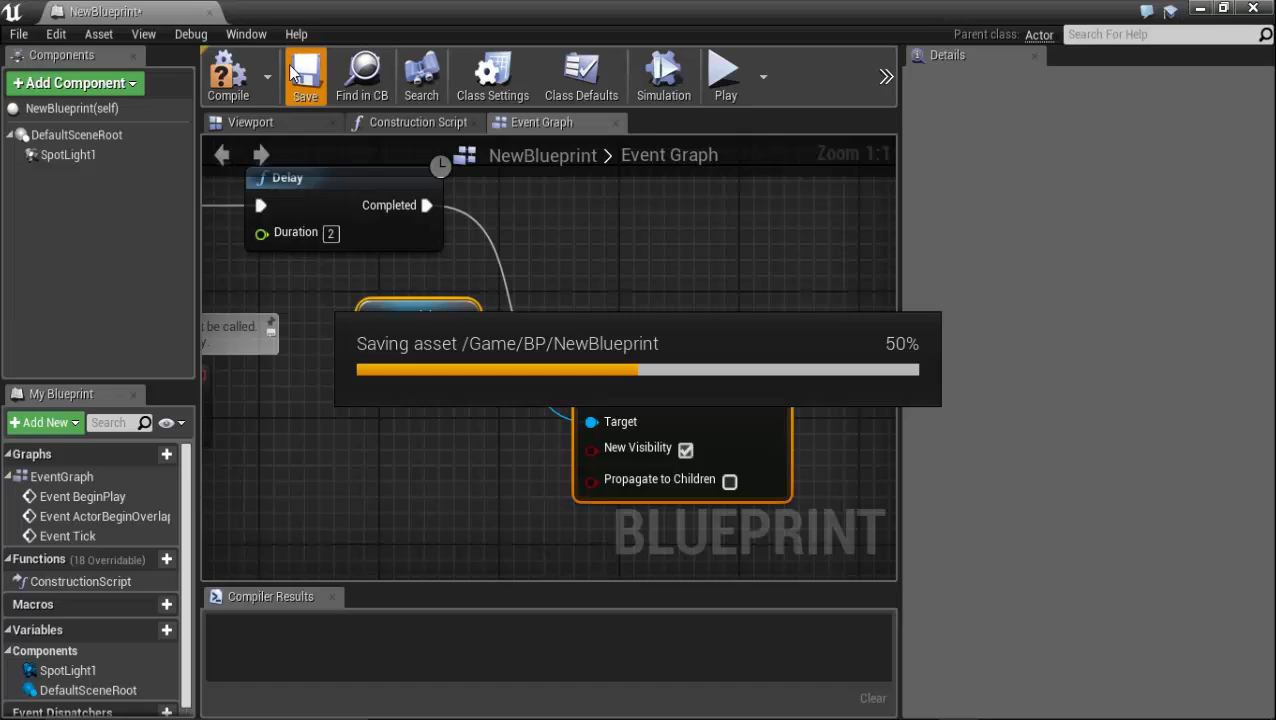 NewBlueprint*
File Edit Asset View Window Debug Help
Parent class: Actor
Search For Help
Components
+Add Component
NewBlueprint(self)
DefaultSceneRoot
SpotLight1
Compile
Save
Find in CB
Search
Class Settings
Class Defaults
Simulation
Play
Details
Viewport
f Construction Script
Event Graph
NewBlueprint > Event Graph
Zoom 1:1
f Delay
Completed
Duration 2
t be called.
y.
Saving asset /Game/BP/NewBlueprint 50%
Target
New Visibility
Propagate to Children
BLUEPRINT
My Blueprint
+Add New
Search
Graphs
EventGraph
Event BeginPlay
Event ActorBeginOverlap
Event Tick
Functions (18 Overridable)
f ConstructionScript
Macros
Variables
Components
SpotLight1
DefaultSceneRoot
Event Dispatchers
Compiler Results
Clear